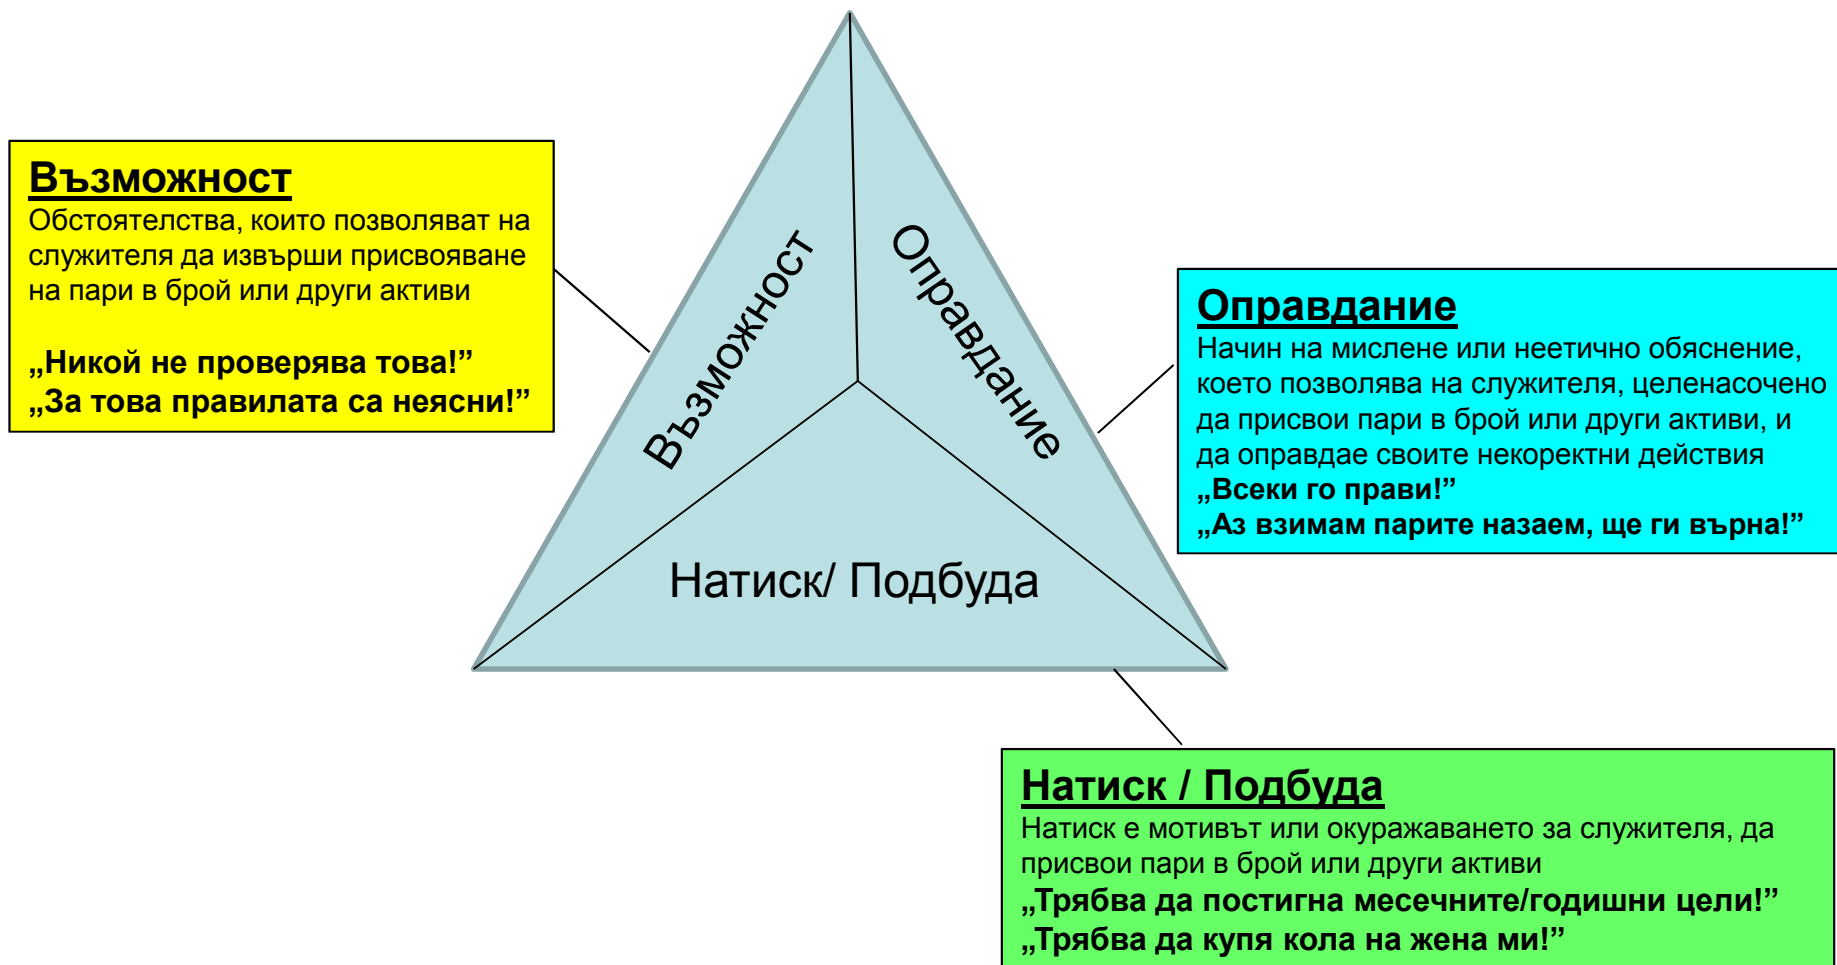 Възможност
Обстоятелства, които позволяват на
служителя да извърши присвояване
на пари в брой или други активи
„Никой не проверява това!”
„За това правилата са неясни!”
Възможност
Оправдание
Натиск/ Подбуда
Оправдание
Начин на мислене или неетично обяснение,
което позволява на служителя, целенасочено
да присвои пари в брой или други активи, и
да оправдае своите некоректни действия
„Всеки го прави!”
„Аз взимам парите назаем, ще ги върна!”
Натиск / Подбуда
Натиск е мотивът или окуражаването за служителя, да
присвои пари в брой или други активи
„Трябва да постигна месечните/годишни цели!”
„Трябва да купя кола на жена ми!”